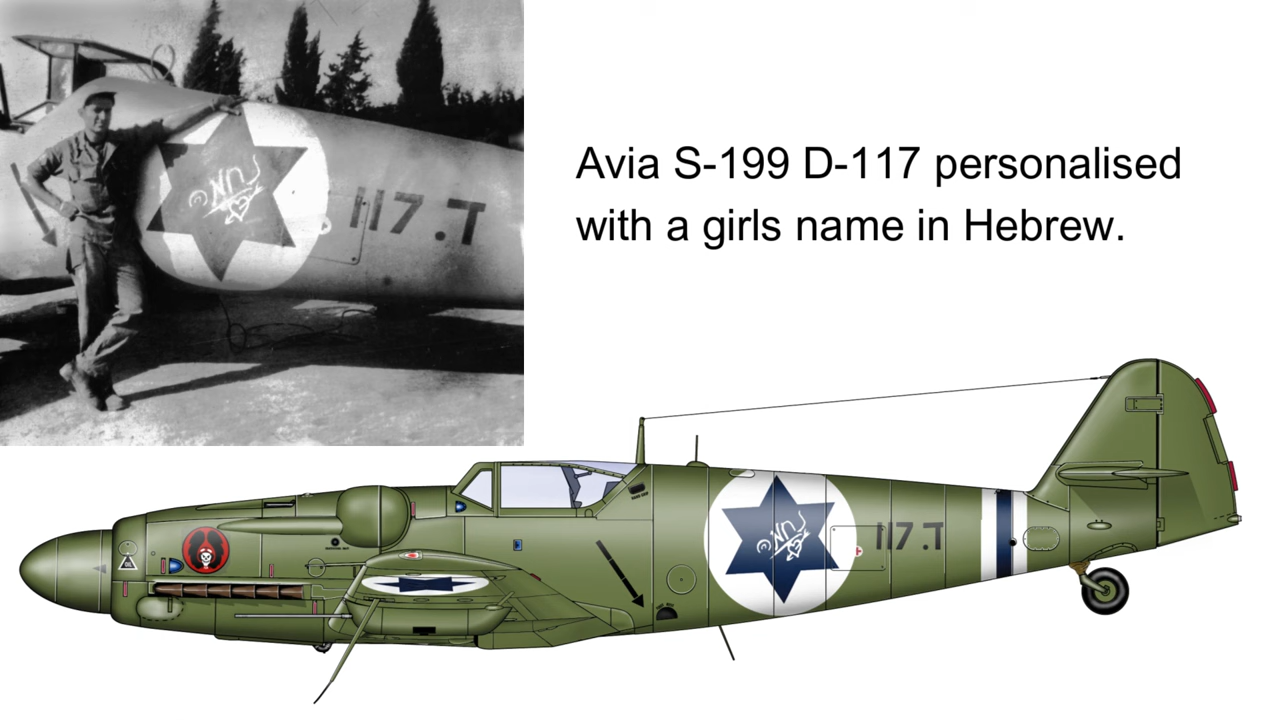 ד.117
Avia S-199 D-117 personalised
with a girls name in Hebrew.
ד.117